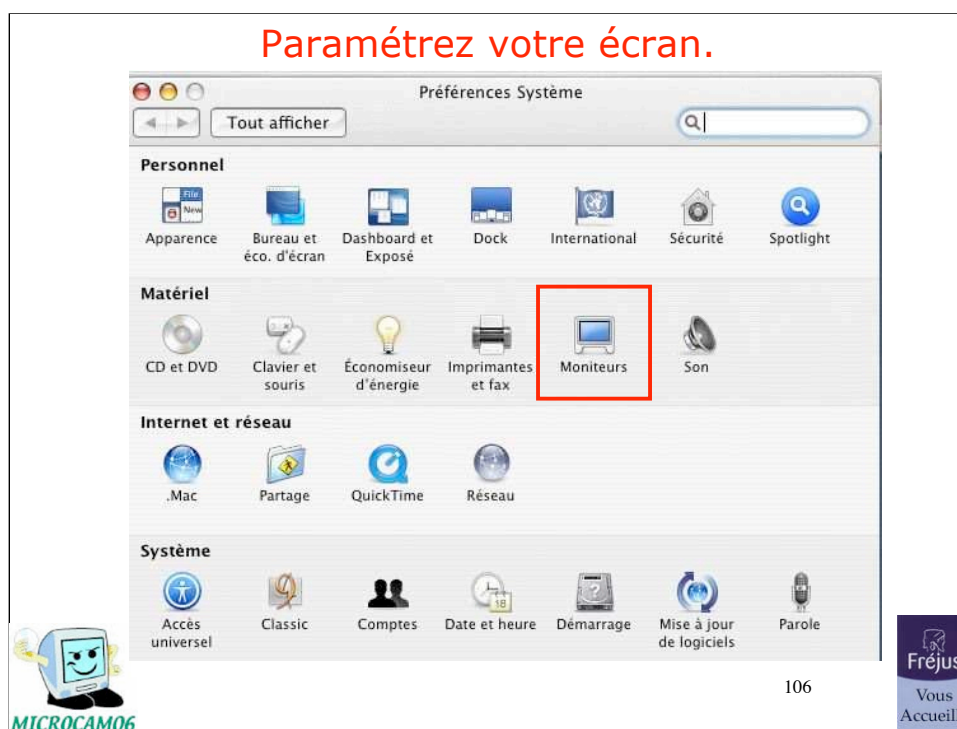 Paramétrez votre écran.
Préférences Système
Tout afficher
Personnel
File
New
Apparence
Bureau et
éco. d'écran
Dashboard et
Exposé
Dock
International
Sécurité
Spotlight
Matériel
CD et DVD
Clavier et
souris
Économiseur
d'énergie
Imprimantes
et fax
Moniteurs
Son
Internet et réseau
.Mac
Partage
QuickTime
Réseau
Système
Accès
universel
Classic
Comptes
18
Date et heure
Démarrage
Mise à jour
de logiciels
Parole
MICROCAM06
106
Fréjus
Vous